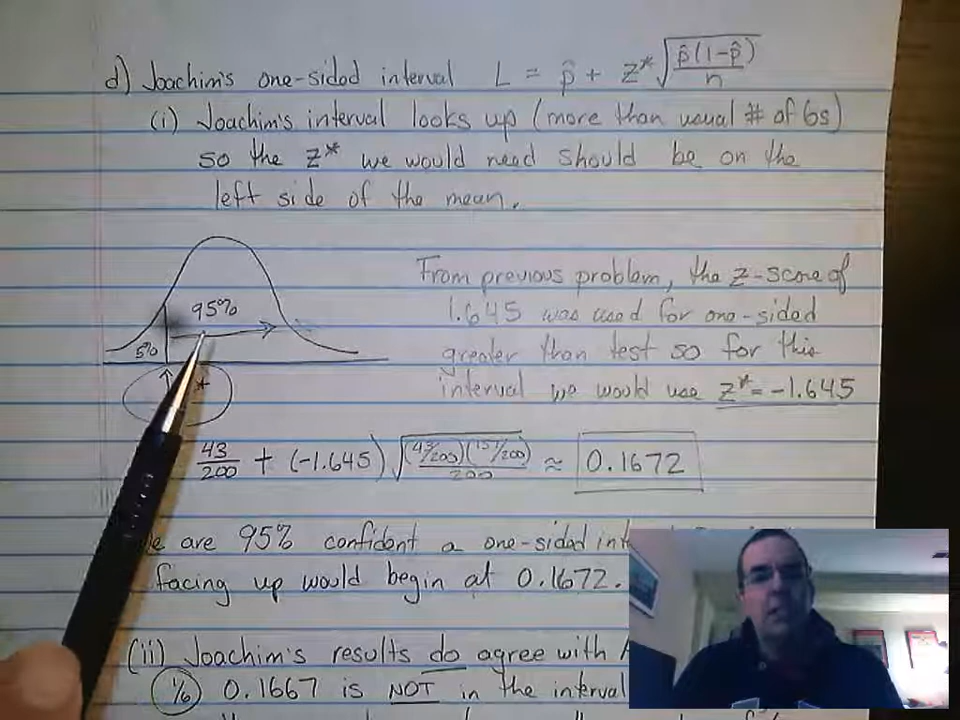 d) Joachim's one-sided interval L = p̂ + z* √(p̂(1-p̂)/n)
(i) Joachim's interval looks up (more than usual # of 6s)
so the z* we would need should be on the
left side of the mean.
95%
5%
*
From previous problem, the z-score of
1.645 was used for one-sided
greater than test so for this
interval we would use z* = -1.645
43/200 + (-1.645) √((43/200)(157/200)/200) ≈ 0.1672
are 95% confident a one-sided
facing up would begin at 0.1672.
(ii) Joachim's results do agree with
1/6 0.1667 is NOT in the interval